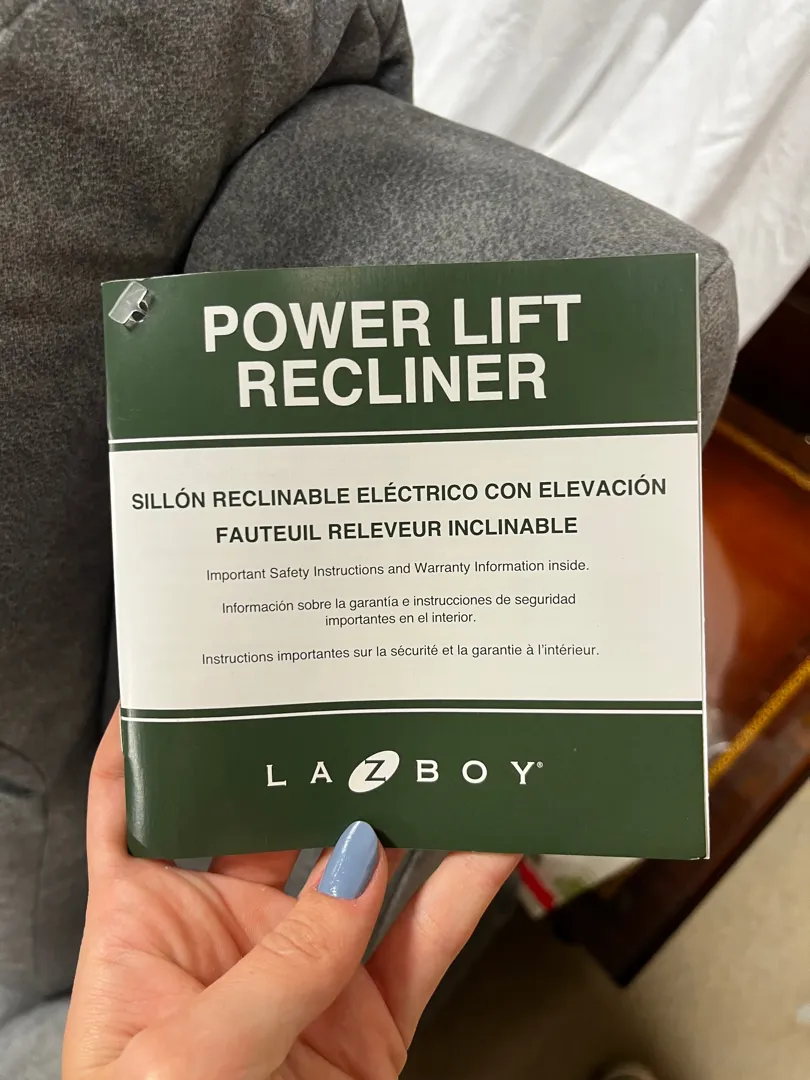 POWER LIFT
RECLINER
SILLÓN RECLINABLE ELÉCTRICO CON ELEVACIÓN
FAUTEUIL RELEVEUR INCLINABLE
Important Safety Instructions and Warranty Information inside.
Información sobre la garantía e instrucciones de seguridad
importantes en el interior.
Instructions importantes sur la sécurité et la garantie à l'intérieur.
LA Z BOY®